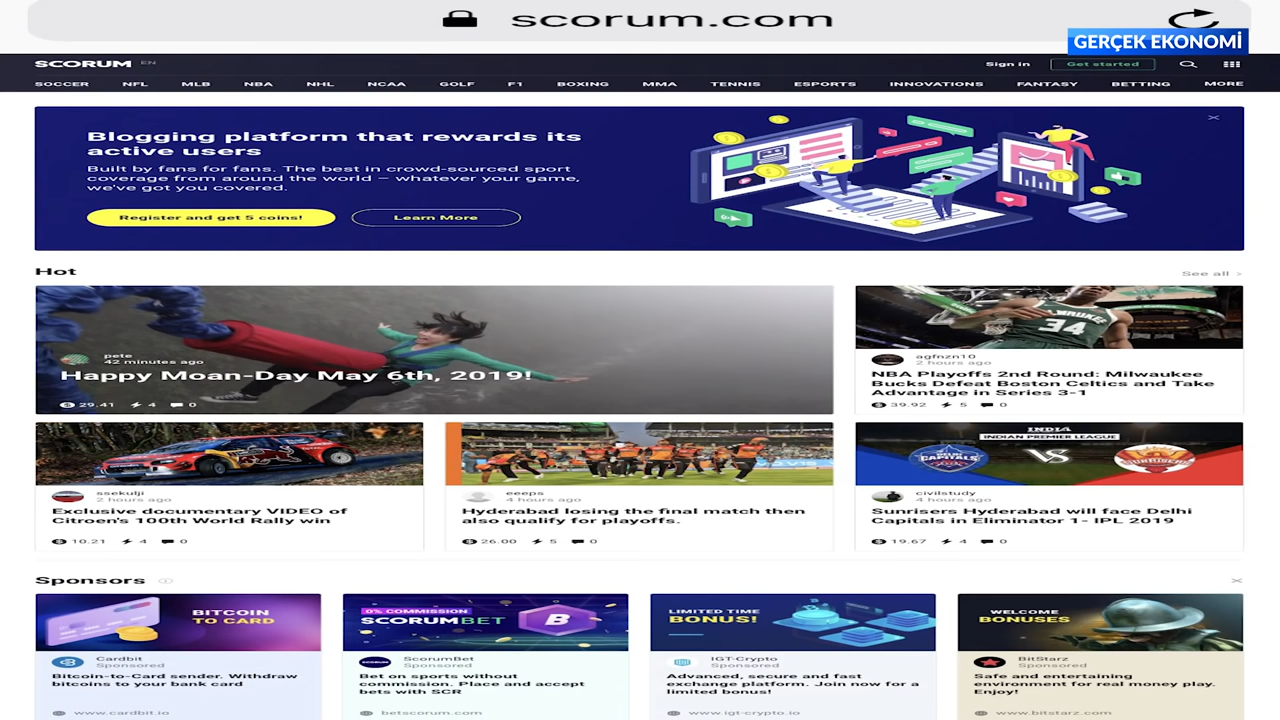 scorum.com
GERÇEK EKONOMİ
SCORUM EN
Sign in Get started
SOCCER NFL MLB NBA NHL NCAA GOLF F1 BOXING MMA TENNIS ESPORTS INNOVATIONS FANTASY BETTING MORE
Blogging platform that rewards its
active users
Built by fans for fans. The best in crowd-sourced sport
coverage from around the world – whatever your game,
we've got you covered.
Register and get 5 coins! Learn More
Hot
See all >
pete
42 minutes ago
Happy Moan-Day May 6th, 2019!
29.41 4 0
MILWAUKEE
34
agfnzn10
2 hours ago
NBA Playoffs 2nd Round: Milwaukee
Bucks Defeat Boston Celtics and Take
Advantage in Series 3-1
39.92 5 0
Red Bull
ssekulji
2 hours ago
Exclusive documentary VIDEO of
Citroen's 100th World Rally win
10.21 4 0
eeeps
4 hours ago
Hyderabad losing the final match then
also qualify for playoffs.
26.00 5 0
INDIA
INDIAN PREMIER LEAGUE
CAPITALS
VS
SUNRISERS
civilstudy
4 hours ago
Sunrisers Hyderabad will face Delhi
Capitals in Eliminator 1- IPL 2019
19.67 4 0
Sponsors
BITCOIN
TO CARD
Cardbit
Sponsored
Bitcoin-to-Card sender. Withdraw
bitcoins to your bank card
www.cardbit.io
0% COMMISSION
SCORUMBET
B
SCORUM
ScorumBet
Sponsored
Bet on sports without
commission. Place and accept
bets with SCR
betscorum.com
LIMITED TIME
BONUS!
IGT-Crypto
Sponsored
Advanced, secure and fast
exchange platform. Join now for a
limited bonus!
www.igt-crypto.io
WELCOME
BONUSES
BitStarz
Sponsored
Safe and entertaining
environment for real money play.
Enjoy!
www.bitstarz.com